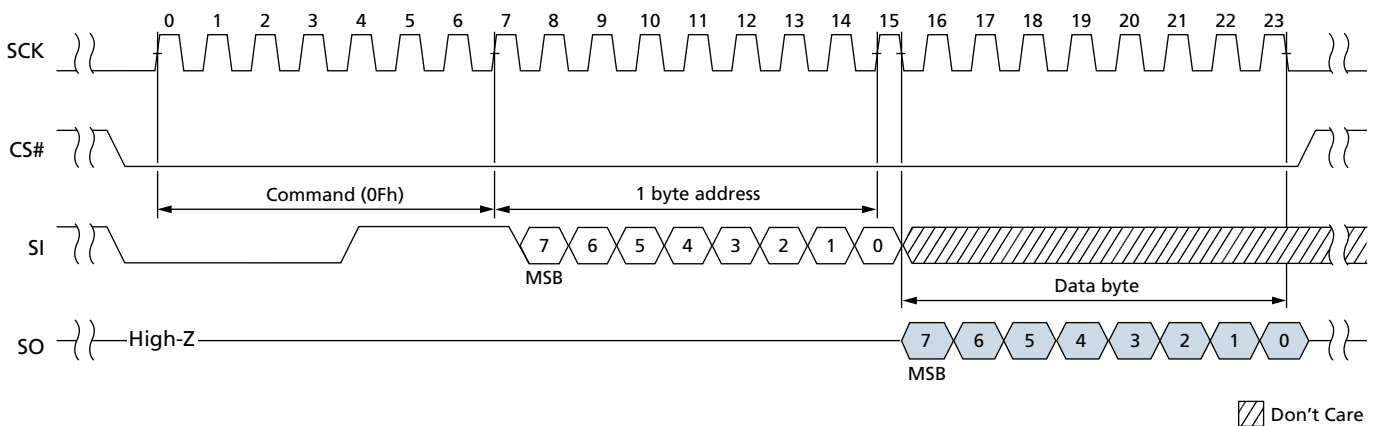 0 1 2 3 4 5 6 7 8 9 10 11 12 13 14 15 16 17 18 19 20 21 22 23
SCK
CS#
Command (0Fh) 1 byte address
SI 7 6 5 4 3 2 1 0
MSB
Data byte
SO High-Z 7 6 5 4 3 2 1 0
MSB
Don't Care